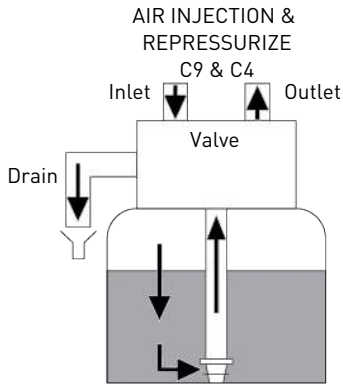 AIR INJECTION &
REPRESSURIZE
C9 & C4
Inlet
Outlet
Valve
Drain